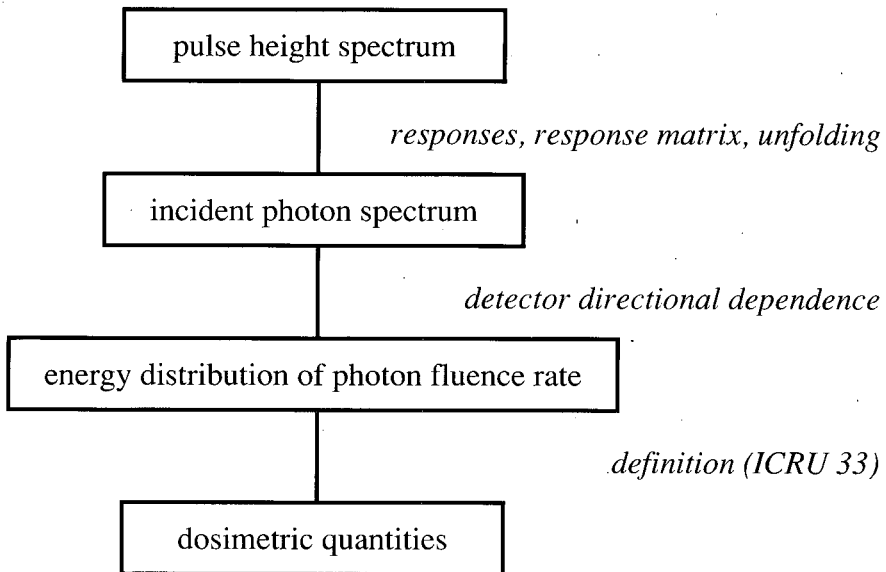 pulse height spectrum
responses, response matrix, unfolding
incident photon spectrum
detector directional dependence
energy distribution of photon fluence rate
definition (ICRU 33)
dosimetric quantities